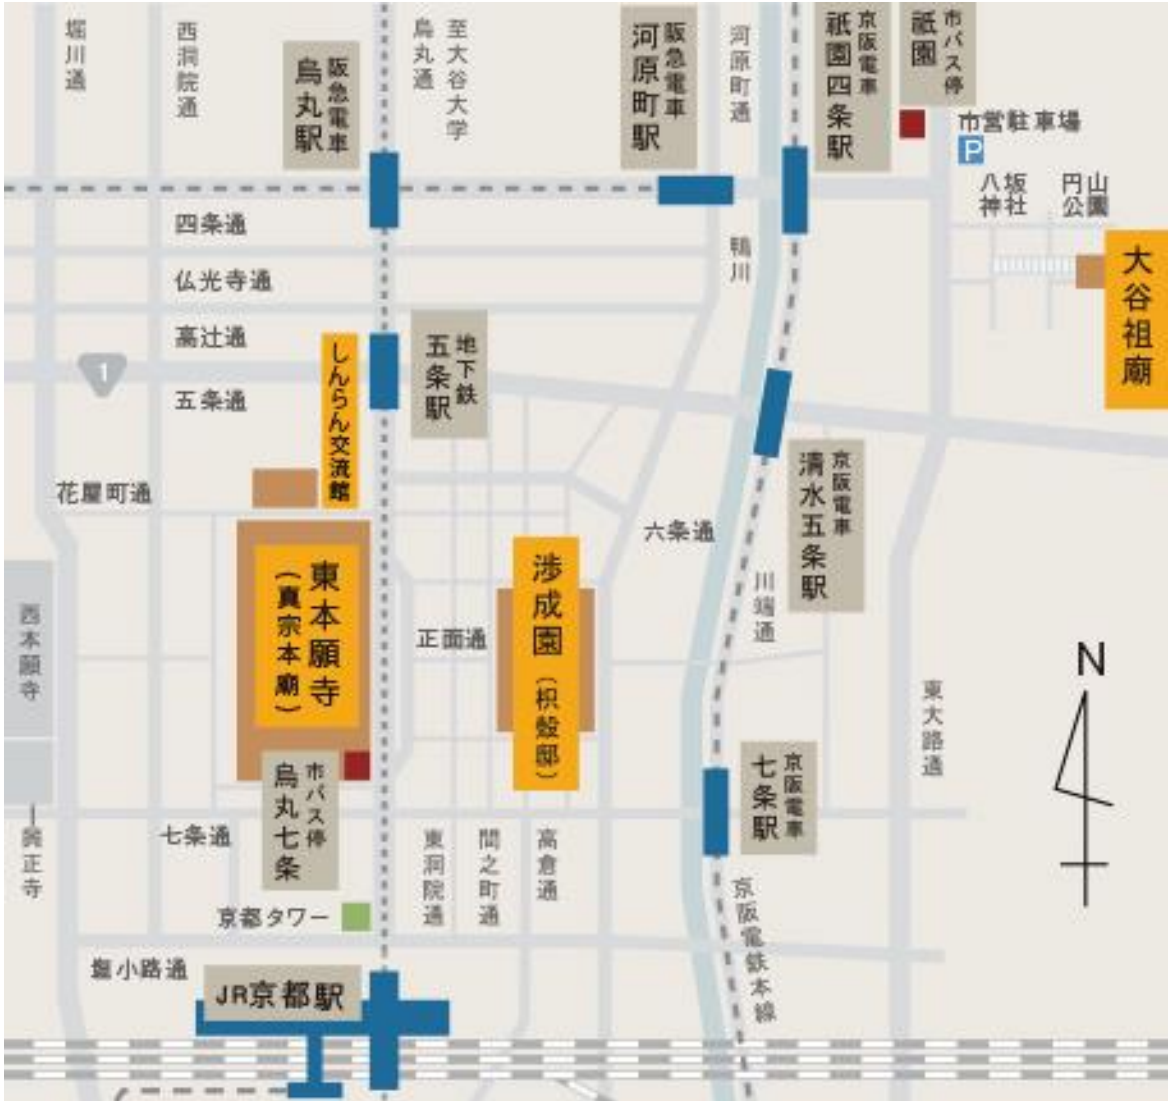 堀川通
西洞院通
阪急電車
烏丸駅
至大谷大学
烏丸通
阪急電車
河原町駅
河原町通
京阪電車
祇園四条駅
市バス停
祇園
市営駐車場
P
八坂神社
円山公園
四条通
鴨川
大谷祖廟
仏光寺通
高辻通
1
五条通
しんらん交流館
地下鉄
五条駅
京阪電車
清水五条駅
花屋町通
六条通
川端通
西本願寺
東本願寺
(真宗本廟)
正面通
渉成園
(枳殻邸)
N
東大路通
京阪電車
七条駅
市バス停
烏丸七条
七条通
興正寺
東洞院通
間之町通
高倉通
京都タワー
京阪電鉄本線
塩小路通
JR京都駅